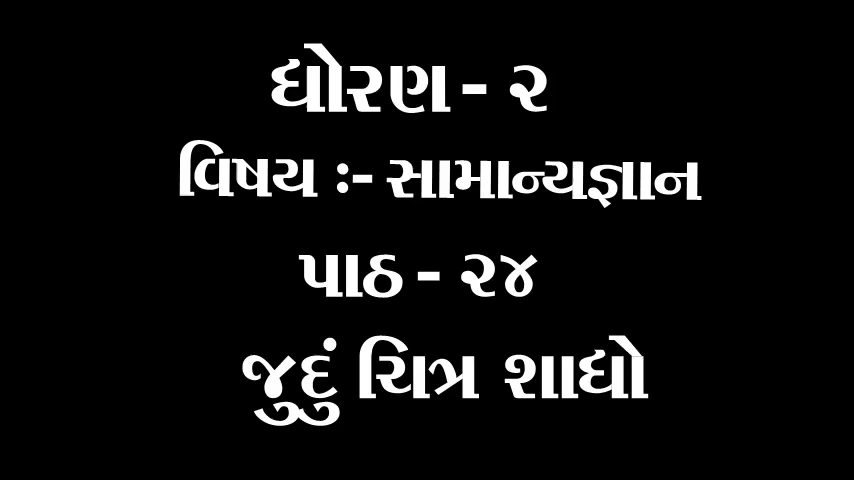 ધોરણ - ૨
વિષય :- સામાન્યજ્ઞાન
પાઠ - ૨૪
જુદું ચિત્ર શાધો